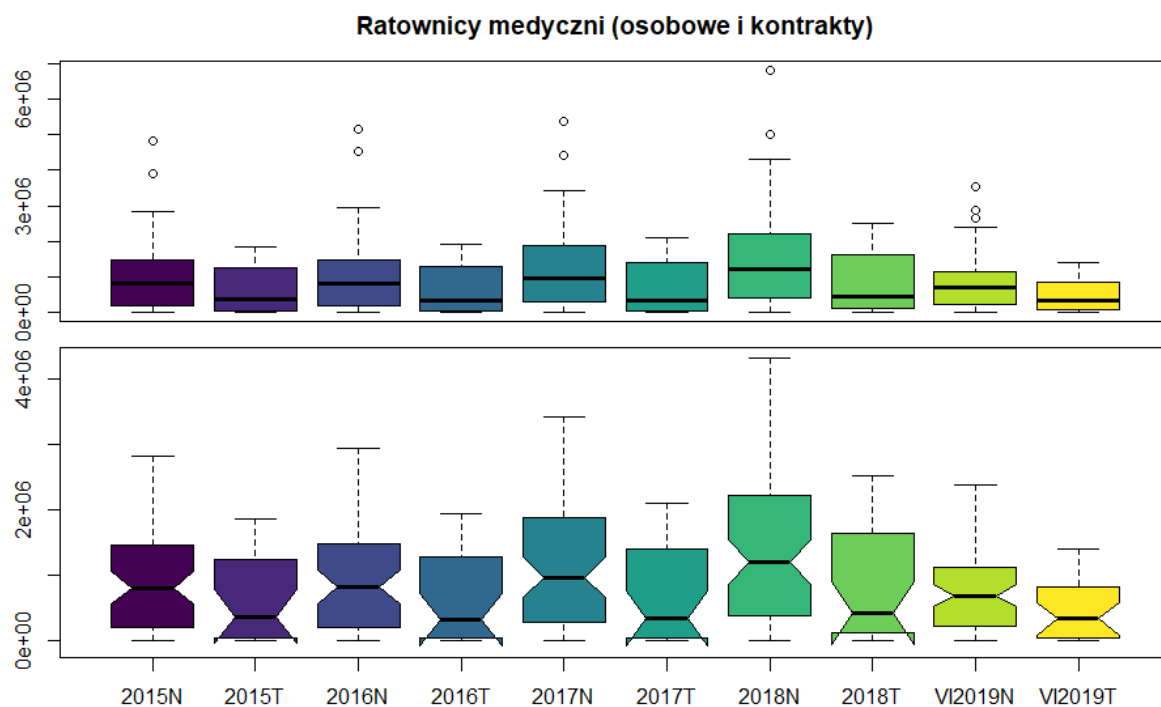 Ratownicy medyczni (osobowe i kontrakty)
6e+06
3e+06
0e+00
4e+06
2e+06
0e+00
2015N 2015T 2016N 2016T 2017N 2017T 2018N 2018T VI2019N VI2019T